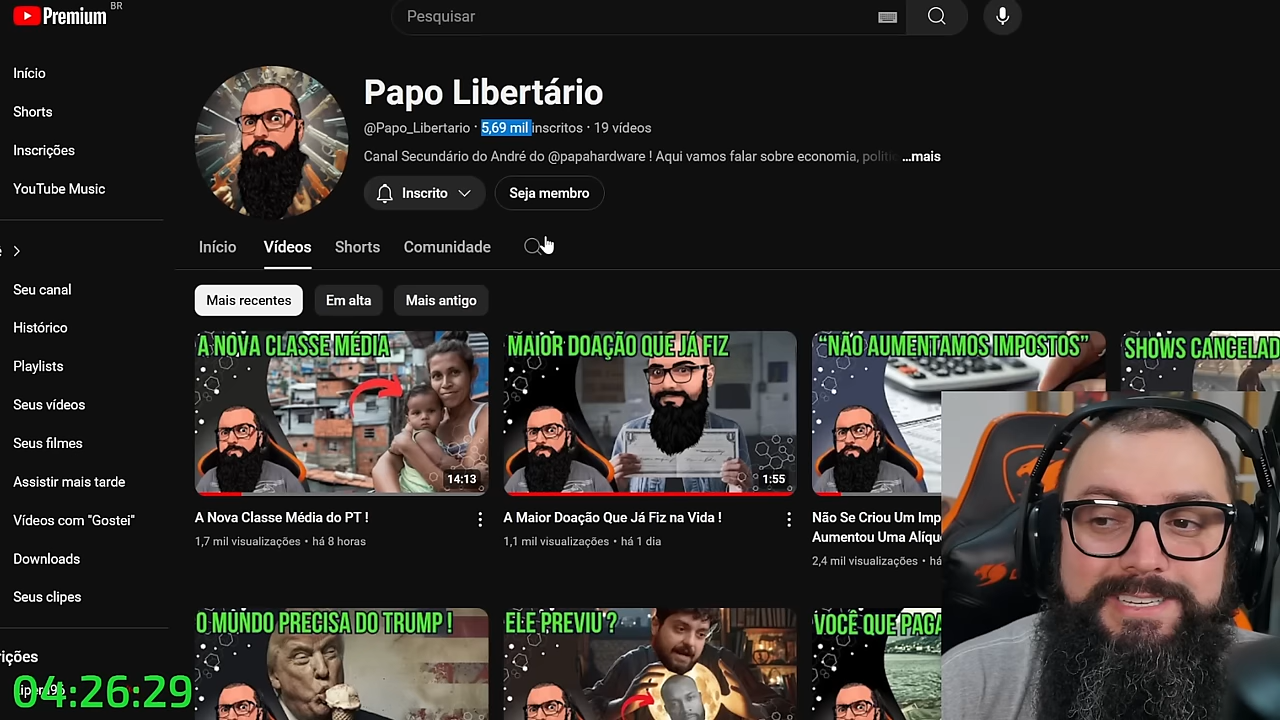 Premium BR
Pesquisar
Início
Shorts
Inscrições
YouTube Music
Seu canal
Histórico
Playlists
Seus vídeos
Seus filmes
Assistir mais tarde
Vídeos com "Gostei"
Downloads
Seus clipes
04:26:29
Papo Libertário
@Papo_Libertario · 5,69 mil inscritos · 19 vídeos
Canal Secundário do André do @papahardware ! Aqui vamos falar sobre economia, políti ...mais
Inscrito
Seja membro
Início Vídeos Shorts Comunidade
Mais recentes Em alta Mais antigo
A NOVA CLASSE MÉDIA
14:13
A Nova Classe Média do PT !
1,7 mil visualizações • há 8 horas
MAIOR DOAÇÃO QUE JÁ FIZ
1:55
A Maior Doação Que Já Fiz na Vida !
1,1 mil visualizações • há 1 dia
"NÃO AUMENTAMOS IMPOSTOS"
Não Se Criou Um Imp
Aumentou Uma Alíqu
2,4 mil visualizações • há
SHOWS CANCELAD
O MUNDO PRECISA DO TRUMP !
ELE PREVIU ?
VOCÊ QUE PAGA